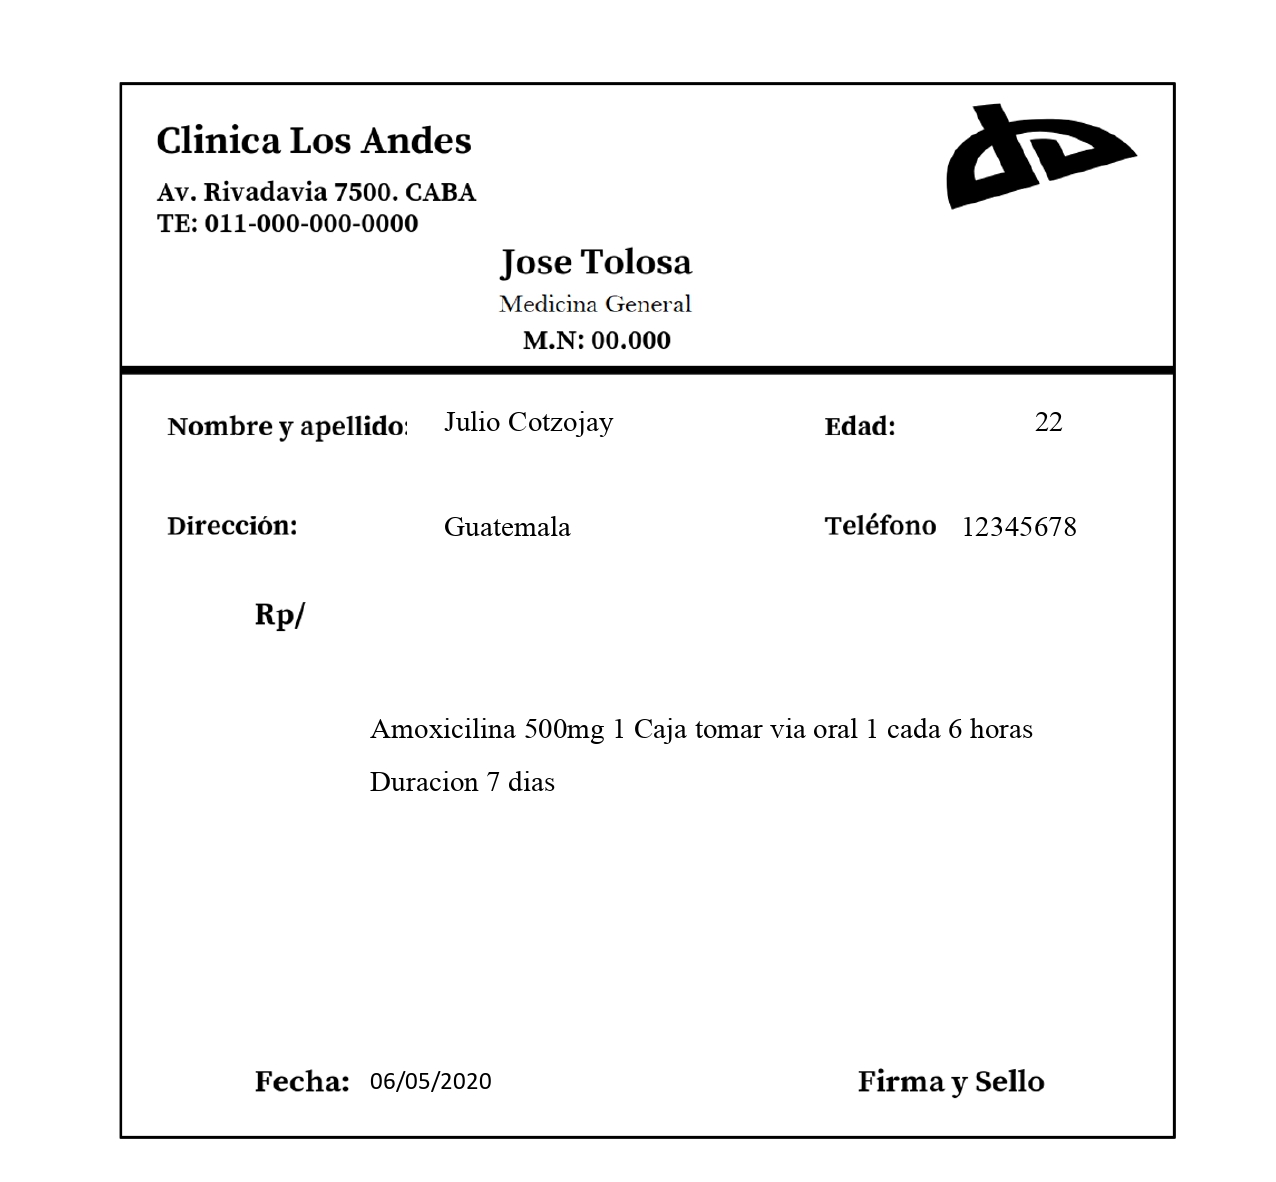 Clinica Los Andes
Av. Rivadavia 7500. CABA
TE: 011-000-000-0000
Jose Tolosa
Medicina General
M.N: 00.000
Nombre y apellido: Julio Cotzojay Edad: 22
Dirección: Guatemala Teléfono 12345678
Rp/
Amoxicilina 500mg 1 Caja tomar via oral 1 cada 6 horas
Duracion 7 dias
Fecha: 06/05/2020 Firma y Sello